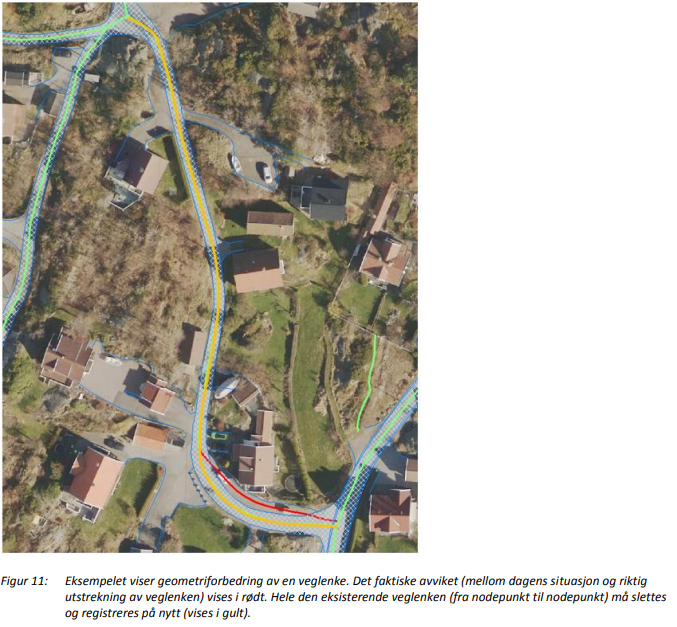 Figur 11: Eksempelet viser geometriforbedring av en veglenke. Det faktiske avviket (mellom dagens situasjon og riktig
utstrekning av veglenken) vises i rødt. Hele den eksisterende veglenken (fra nodepunkt til nodepunkt) må slettes
og registreres på nytt (vises i gult).